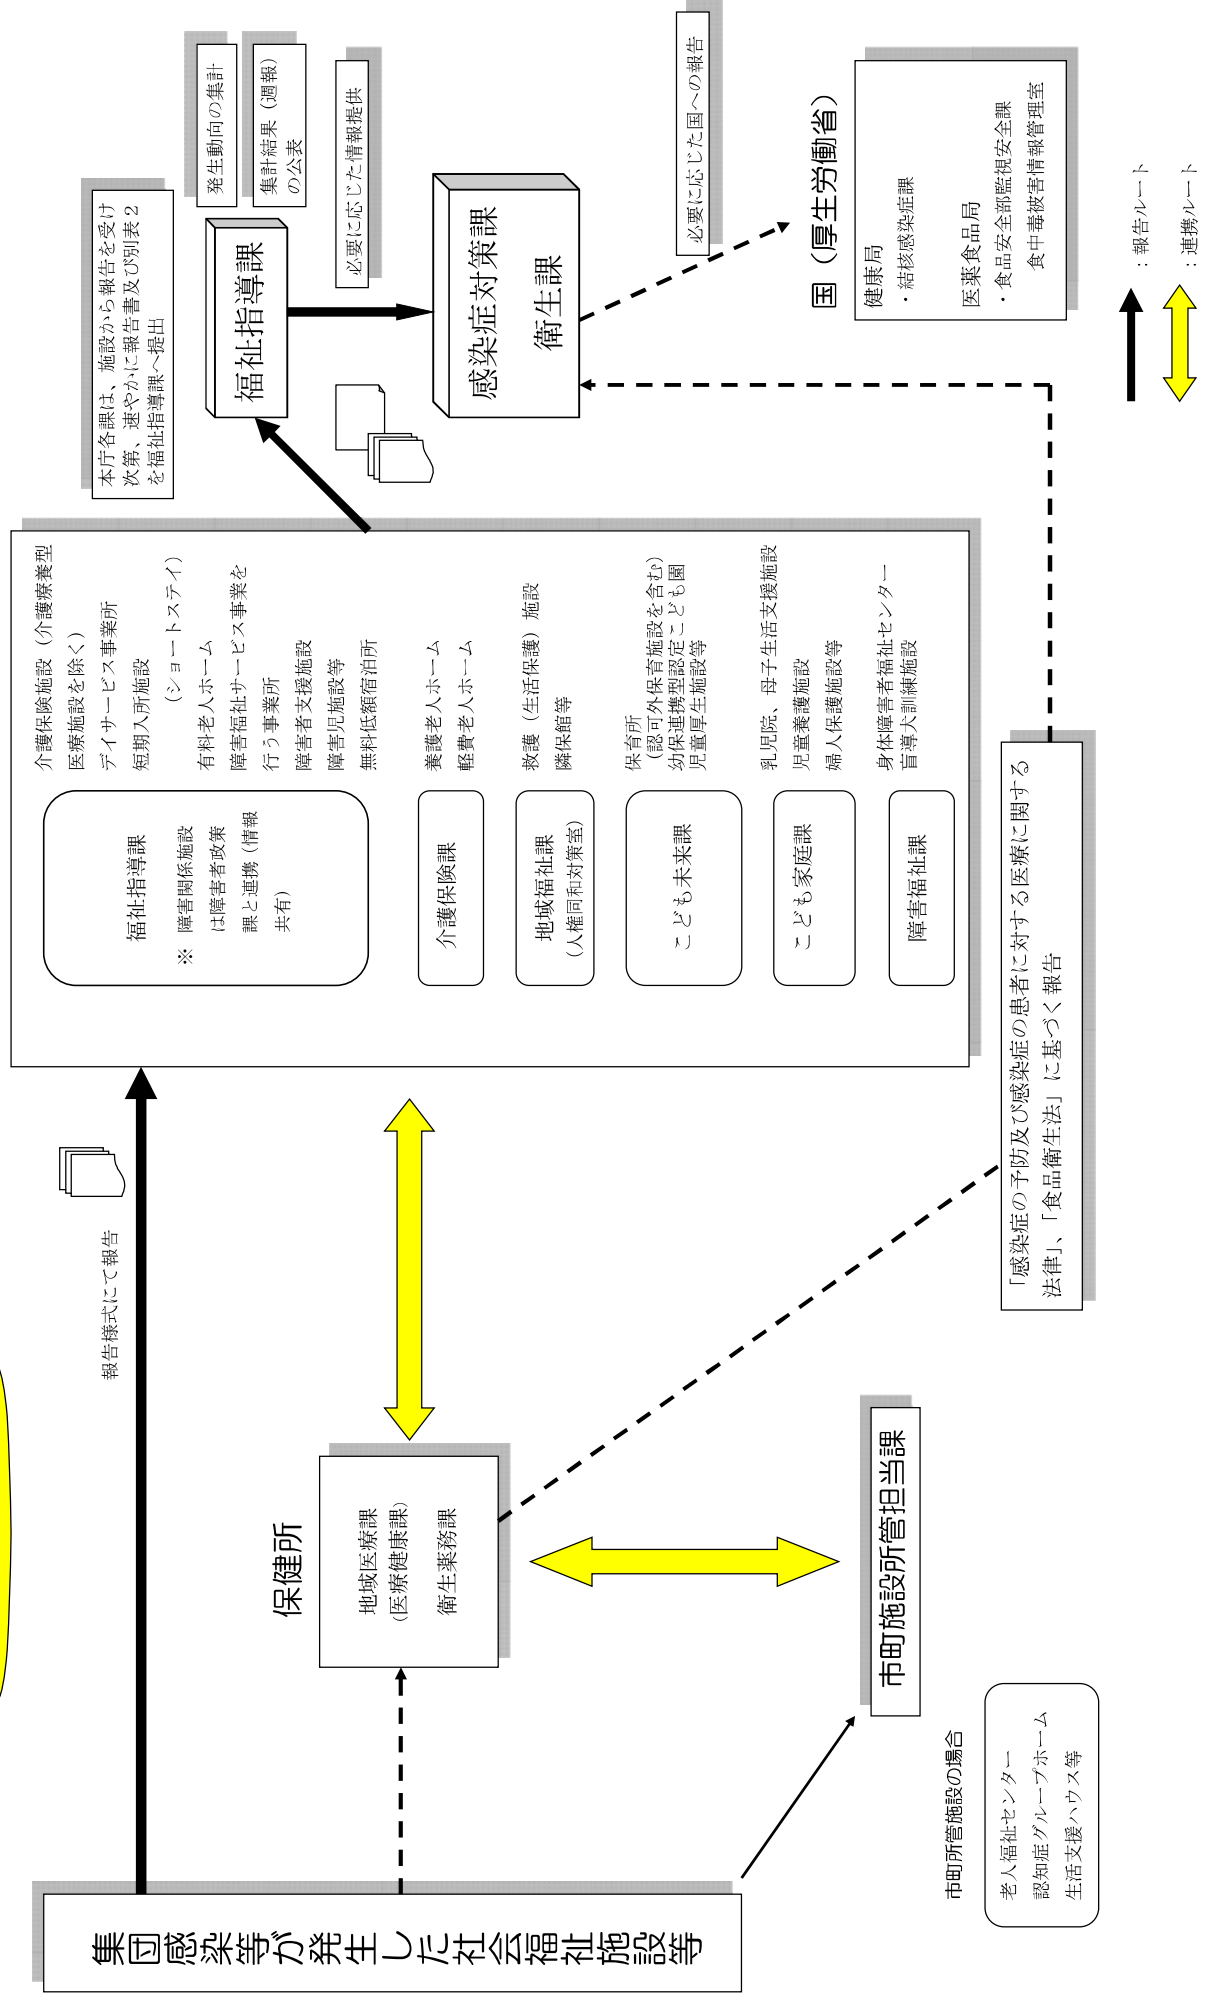 集団感染等が発生した社会福祉施設等
報告様式にて報告
保健所
地域医療課
(医療健康課)
衛生薬務課
市町施設所管担当課
市町所管施設の場合
老人福祉センター
認知症グループホーム
生活支援ハウス等
福祉指導課
※ 障害関係施設
は障害者政策
課と連携(情報
共有)
介護保険施設(介護療養型
医療施設を除く)
デイサービス事業所
短期入所施設
(ショートステイ)
有料老人ホーム
障害福祉サービス事業を
行う事業所
障害者支援施設
障害児施設等
無料低額宿泊所
介護保険課
養護老人ホーム
軽費老人ホーム
地域福祉課
(人権同和対策室)
救護(生活保護)施設
隣保館等
こども未来課
保育所
(認可外保育施設を含む)
幼保連携型認定こども園
児童厚生施設等
こども家庭課
乳児院、母子生活支援施設
児童養護施設
婦人保護施設等
障害福祉課
身体障害者福祉センター
盲導犬訓練施設
「感染症の予防及び感染症の患者に対する医療に関する
法律」、「食品衛生法」に基づく報告
本庁各課は、施設から報告を受け
次第、速やかに報告書及び別表2
を福祉指導課へ提出
福祉指導課
発生動向の集計
集計結果(週報)
の公表
必要に応じた情報提供
感染症対策課
衛生課
必要に応じた国への報告
国(厚生労働省)
健康局
・結核感染症課
医薬食品局
・食品安全部監視安全課
食中毒被害情報管理室
:報告ルート
:連携ルート